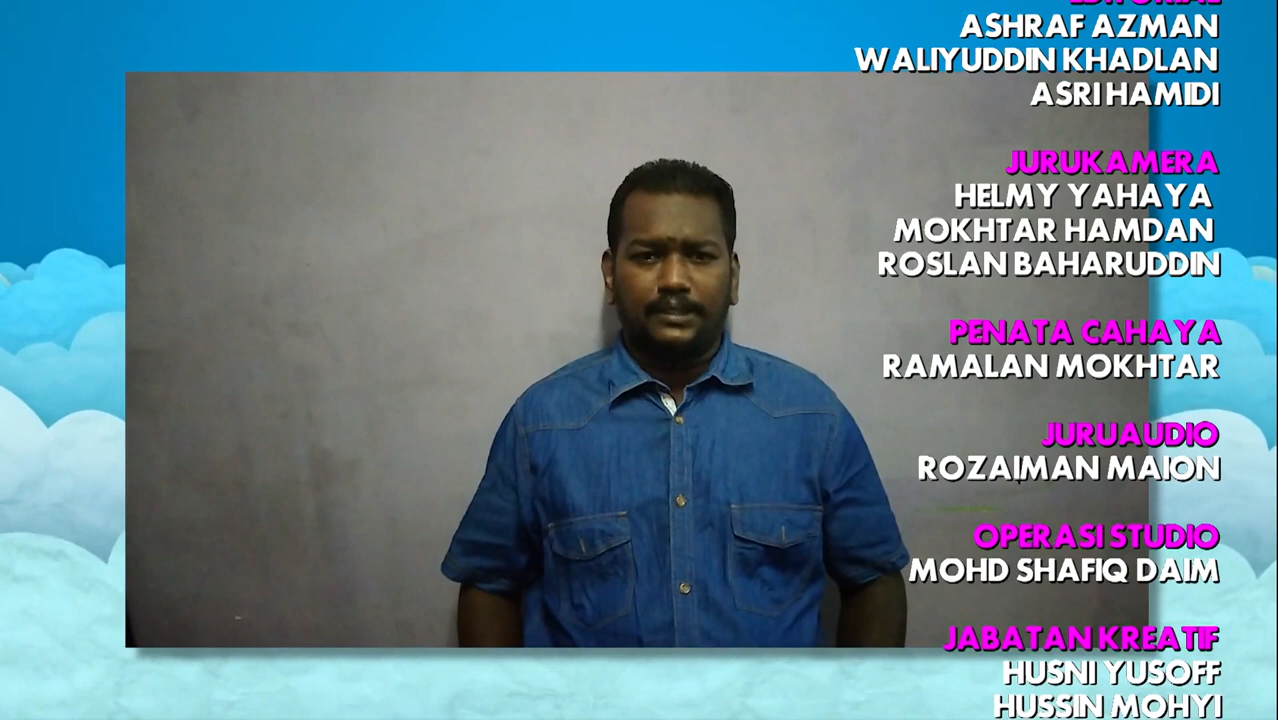 EDITORIAL
ASHRAF AZMAN
WALIYUDDIN KHADLAN
ASRI HAMIDI
JURUKAMERA
HELMY YAHAYA
MOKHTAR HAMDAN
ROSLAN BAHARUDDIN
PENATA CAHAYA
RAMALAN MOKHTAR
JURUAUDIO
ROZAIMAN MAION
OPERASI STUDIO
MOHD SHAFIQ DAIM
JABATAN KREATIF
HUSNI YUSOFF
HUSSIN MOHYI